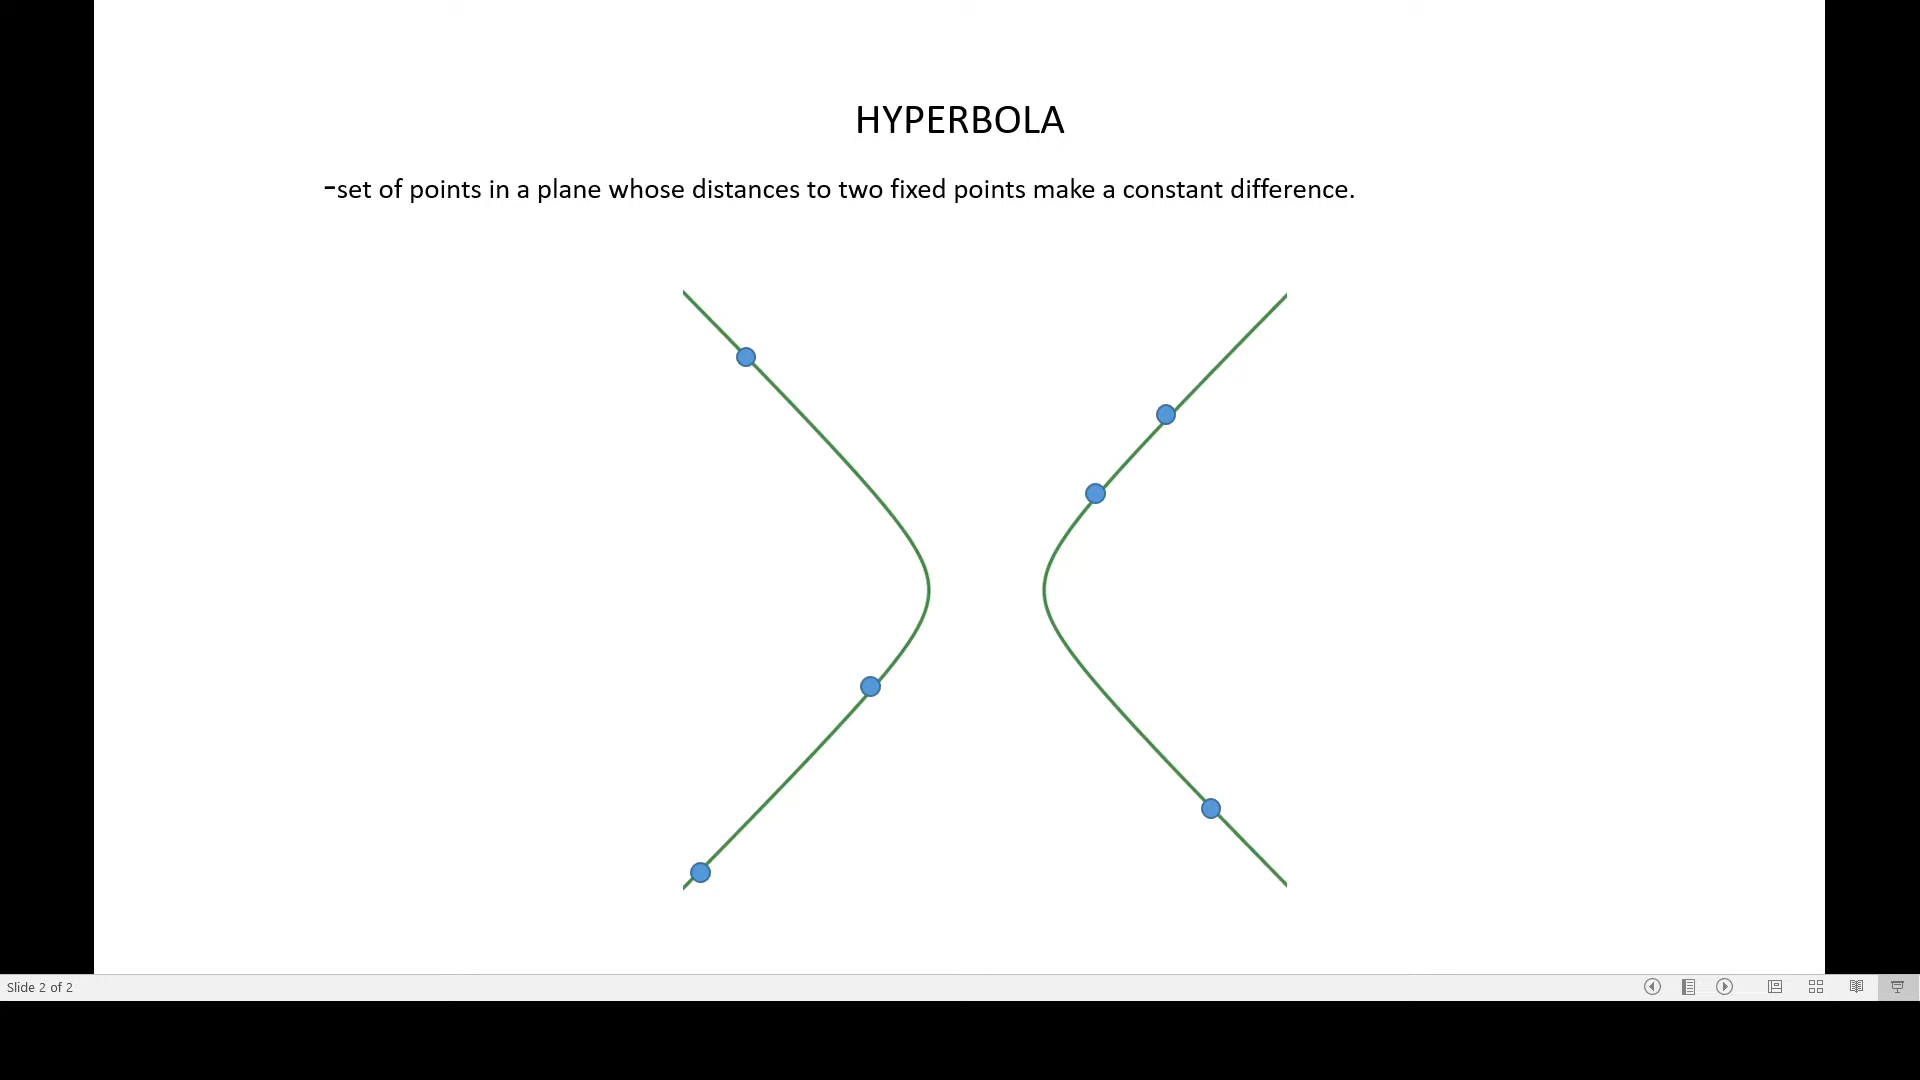 HYPERBOLA
-set of points in a plane whose distances to two fixed points make a constant difference.
Slide 2 of 2